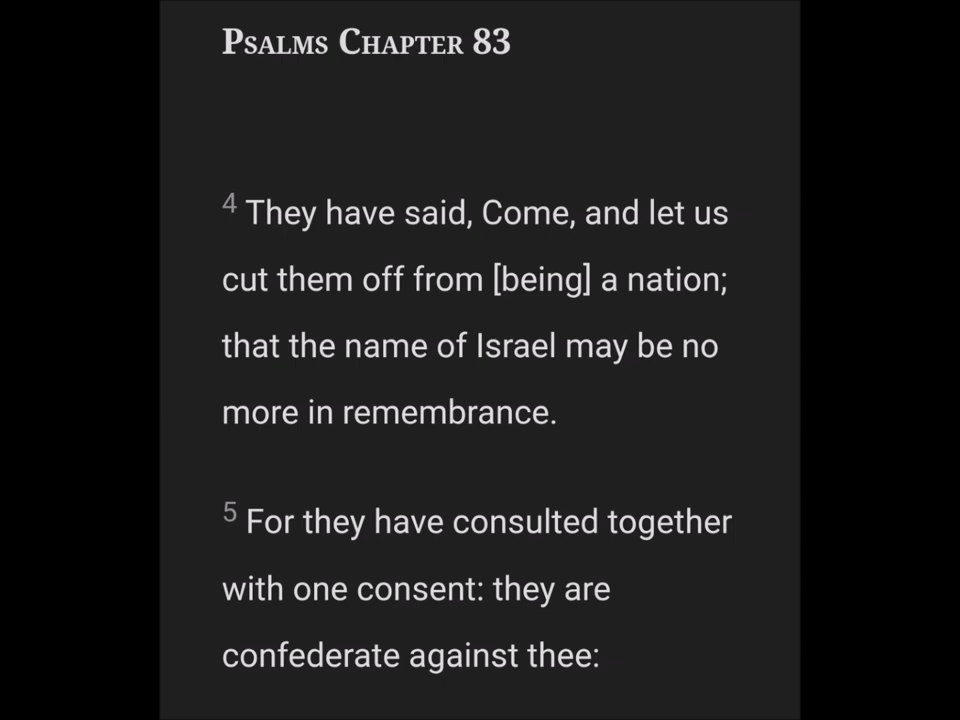 Psalms Chapter 83
4 They have said, Come, and let us
cut them off from [being] a nation;
that the name of Israel may be no
more in remembrance.
5 For they have consulted together
with one consent: they are
confederate against thee: